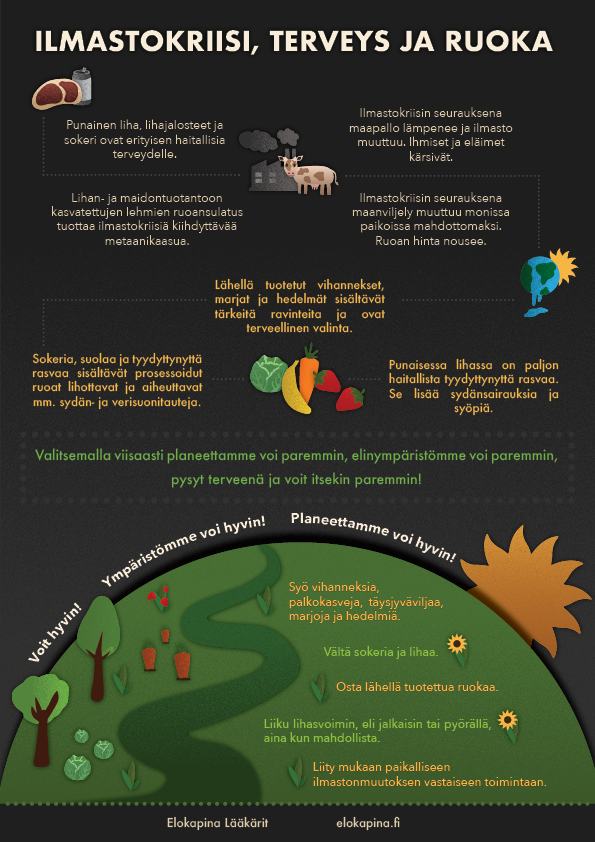 ILMASTOKRIISI, TERVEYS JA RUOKA
Punainen liha, lihajalosteet ja
sokeri ovat erityisen haitallisia
terveydelle.
Ilmastokriisin seurauksena
maapallo lämpenee ja ilmasto
muuttuu. Ihmiset ja eläimet
kärsivät.
Lihan- ja maidontuotantoon
kasvatettujen lehmien ruoansulatus
tuottaa ilmastokriisiä kiihdyttävää
metaanikaasua.
Ilmastokriisin seurauksena
maanviljely muuttuu monissa
paikoissa mahdottomaksi.
Ruoan hinta nousee.
Lähellä tuotetut vihannekset,
marjat ja hedelmät sisältävät
tärkeitä ravinteita ja ovat
terveellinen valinta.
Sokeria, suolaa ja tyydyttynyttä
rasvaa sisältävät prosessoidut
ruoat lihottavat ja aiheuttavat
mm. sydän- ja verisuonitauteja.
Punaisessa lihassa on paljon
haitallista tyydyttynyttä rasvaa.
Se lisää sydänsairauksia ja
syöpiä.
Valitsemalla viisaasti planeettamme voi paremmin, elinympäristömme voi paremmin,
pysyt terveenä ja voit itsekin paremmin!
Voit hyvin!
Ympäristömme voi hyvin!
Planeettamme voi hyvin!
Syö vihanneksia,
palkokasveja, täysjyväviljaa,
marjoja ja hedelmiä.
Vältä sokeria ja lihaa.
Osta lähellä tuotettua ruokaa.
Liiku lihasvoimin, eli jalkaisin tai pyörällä,
aina kun mahdollista.
Liity mukaan paikalliseen
ilmastonmuutoksen vastaiseen toimintaan.
Elokapina Lääkärit
elokapina.fi